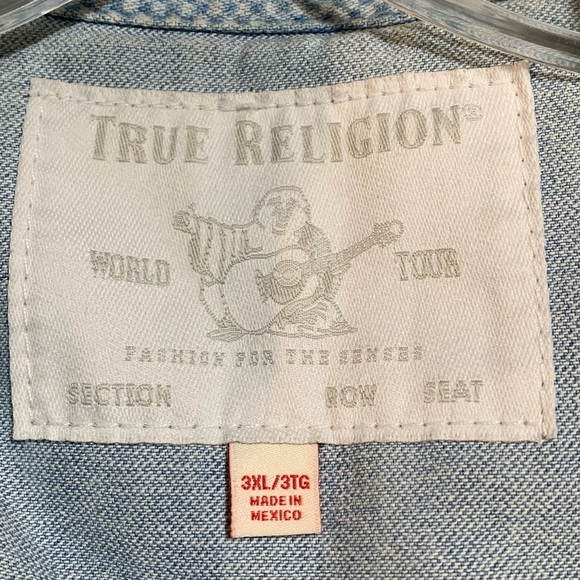 TRUE RELIGION®
WORLD TOUR
FASHION FOR THE SENSES
SECTION ROW SEAT
3XL/3TG
MADE IN
MEXICO